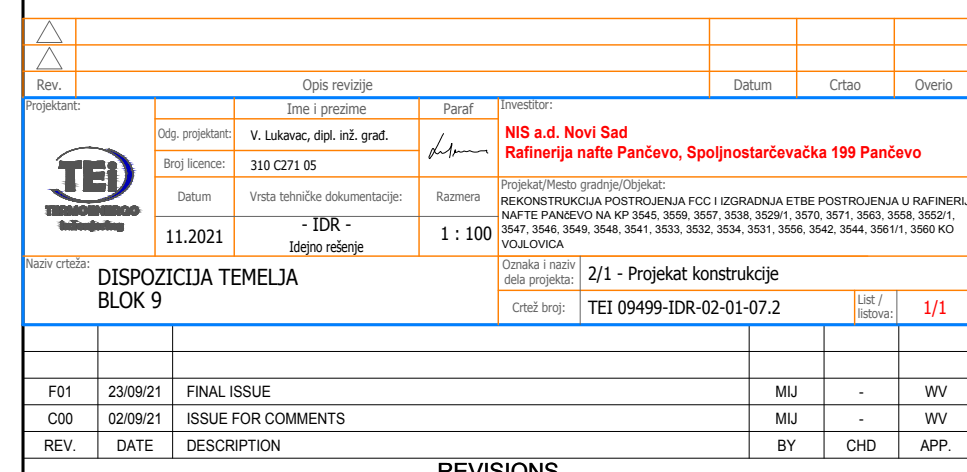 Rev. Opis revizije Datum Crtao Overio
Projektant:
Ime i prezime Paraf
Odg. projektant: V. Lukavac, dipl. inž. građ.
Broj licence: 310 C271 05
Datum Vrsta tehničke dokumentacije: Razmera
11.2021 - IDR - 1 : 100
Idejno rešenje
TEi
TERMOENERGO
inženjering
Investitor:
NIS a.d. Novi Sad
Rafinerija nafte Pančevo, Spoljnostarčevačka 199 Pančevo
Projekat/Mesto gradnje/Objekat:
REKONSTRUKCIJA POSTROJENJA FCC I IZGRADNJA ETBE POSTROJENJA U RAFINERIJ
NAFTE PANčEVO NA KP 3545, 3559, 3557, 3538, 3529/1, 3570, 3571, 3563, 3558, 3552/1,
3547, 3546, 3549, 3548, 3541, 3533, 3532, 3534, 3531, 3556, 3542, 3544, 3561/1, 3560 KO
VOJLOVICA
Naziv crteža:
DISPOZICIJA TEMELJA
BLOK 9
Oznaka i naziv
dela projekta: 2/1 - Projekat konstrukcije
Crtež broj: TEI 09499-IDR-02-01-07.2
List /
listova: 1/1
F01 23/09/21 FINAL ISSUE MIJ - WV
C00 02/09/21 ISSUE FOR COMMENTS MIJ - WV
REV. DATE DESCRIPTION BY CHD APP.
REVISIONS